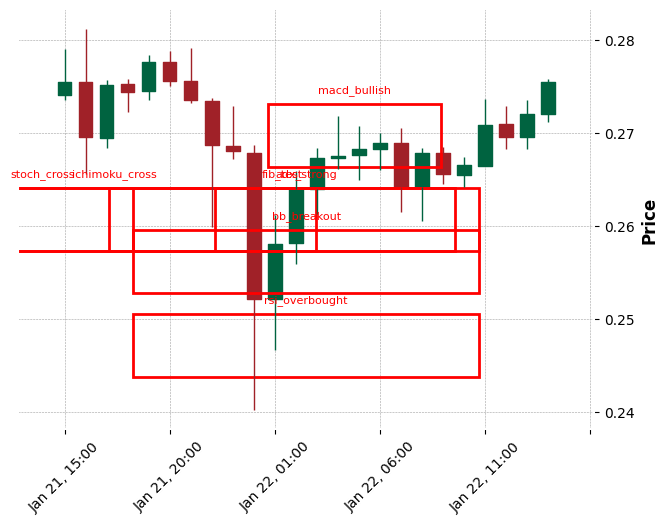 0.28
macd_bullish
0.27
stoch_cross
ichimoku_cross
0.26
bb_breakout
rsi_overbought
0.25
0.24
Price
Jan 21, 15:00
Jan 21, 20:00
Jan 22, 01:00
Jan 22, 06:00
Jan 22, 11:00